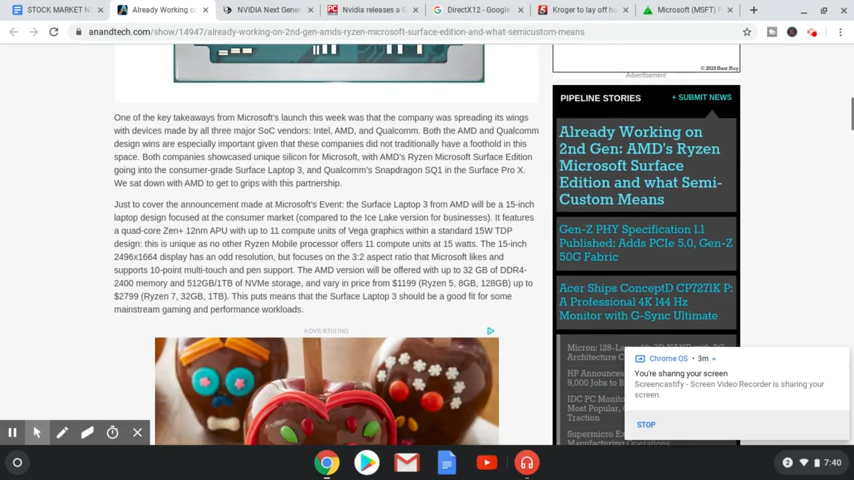 STOCK MARKET N
Already Working on
NVIDIA Next Gene
Nvidia releases a G
DirectX12 - Google
Kroger to lay off hu
Microsoft (MSFT) P
anandtech.com/show/14947/already-working-on-2nd-gen-amds-ryzen-microsoft-surface-edition-and-what-semicustom-means
© 2019 Best Buy
Advertisement
One of the key takeaways from Microsoft's launch this week was that the company was spreading its wings
with devices made by all three major SoC vendors: Intel, AMD, and Qualcomm. Both the AMD and Qualcomm
design wins are especially important given that these companies did not traditionally have a foothold in this
space. Both companies showcased unique silicon for Microsoft, with AMD's Ryzen Microsoft Surface Edition
going into the consumer-grade Surface Laptop 3, and Qualcomm's Snapdragon SQ1 in the Surface Pro X.
We sat down with AMD to get to grips with this partnership.
Just to cover the announcement made at Microsoft's Event: the Surface Laptop 3 from AMD will be a 15-inch
laptop design focused at the consumer market (compared to the Ice Lake version for businesses). It features
a quad-core Zen+ 12nm APU with up to 11 compute units of Vega graphics within a standard 15W TDP
design: this is unique as no other Ryzen Mobile processor offers 11 compute units at 15 watts. The 15-inch
2496x1664 display has an odd resolution, but focuses on the 3:2 aspect ratio that Microsoft likes and
supports 10-point multi-touch and pen support. The AMD version will be offered with up to 32 GB of DDR4-
2400 memory and 512GB/1TB of NVMe storage, and vary in price from $1199 (Ryzen 5, 8GB, 128GB) up to
$2799 (Ryzen 7, 32GB, 1TB). This puts means that the Surface Laptop 3 should be a good fit for some
mainstream gaming and performance workloads.
ADVERTISING
PIPELINE STORIES
+ SUBMIT NEWS
Already Working on
2nd Gen: AMD's Ryzen
Microsoft Surface
Edition and what Semi-
Custom Means
Gen-Z PHY Specification 1.1
Published: Adds PCIe 5.0, Gen-Z
50G Fabric
Acer Ships ConceptD CP7271K P:
A Professional 4K 144 Hz
Monitor with G-Sync Ultimate
Micron: 128-Layer 3D NAND with RG
Architecture C
HP Announce
9,000 Jobs to
IDC PC Monito
Most Popular,
Traction
Supermicro Ex
Manufacturing Operations
Chrome OS • 3m
You're sharing your screen
Screencastify - Screen Video Recorder is sharing your
screen.
STOP
2
7:40